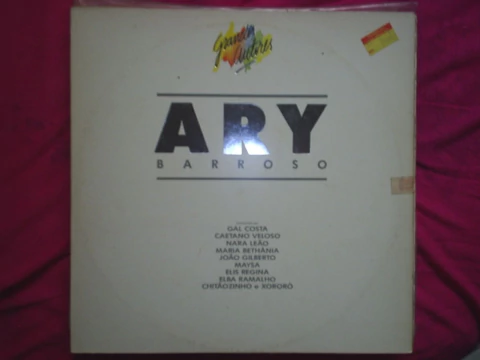 Grandes
Autores
ARY
BARROSO
GAL COSTA
CAETANO VELOSO
NARA LEÃO
MARIA BETHÂNIA
JOÃO GILBERTO
MAYSA
ELIS REGINA
ELBA RAMALHO
CHITÃOZINHO e XORORÓ